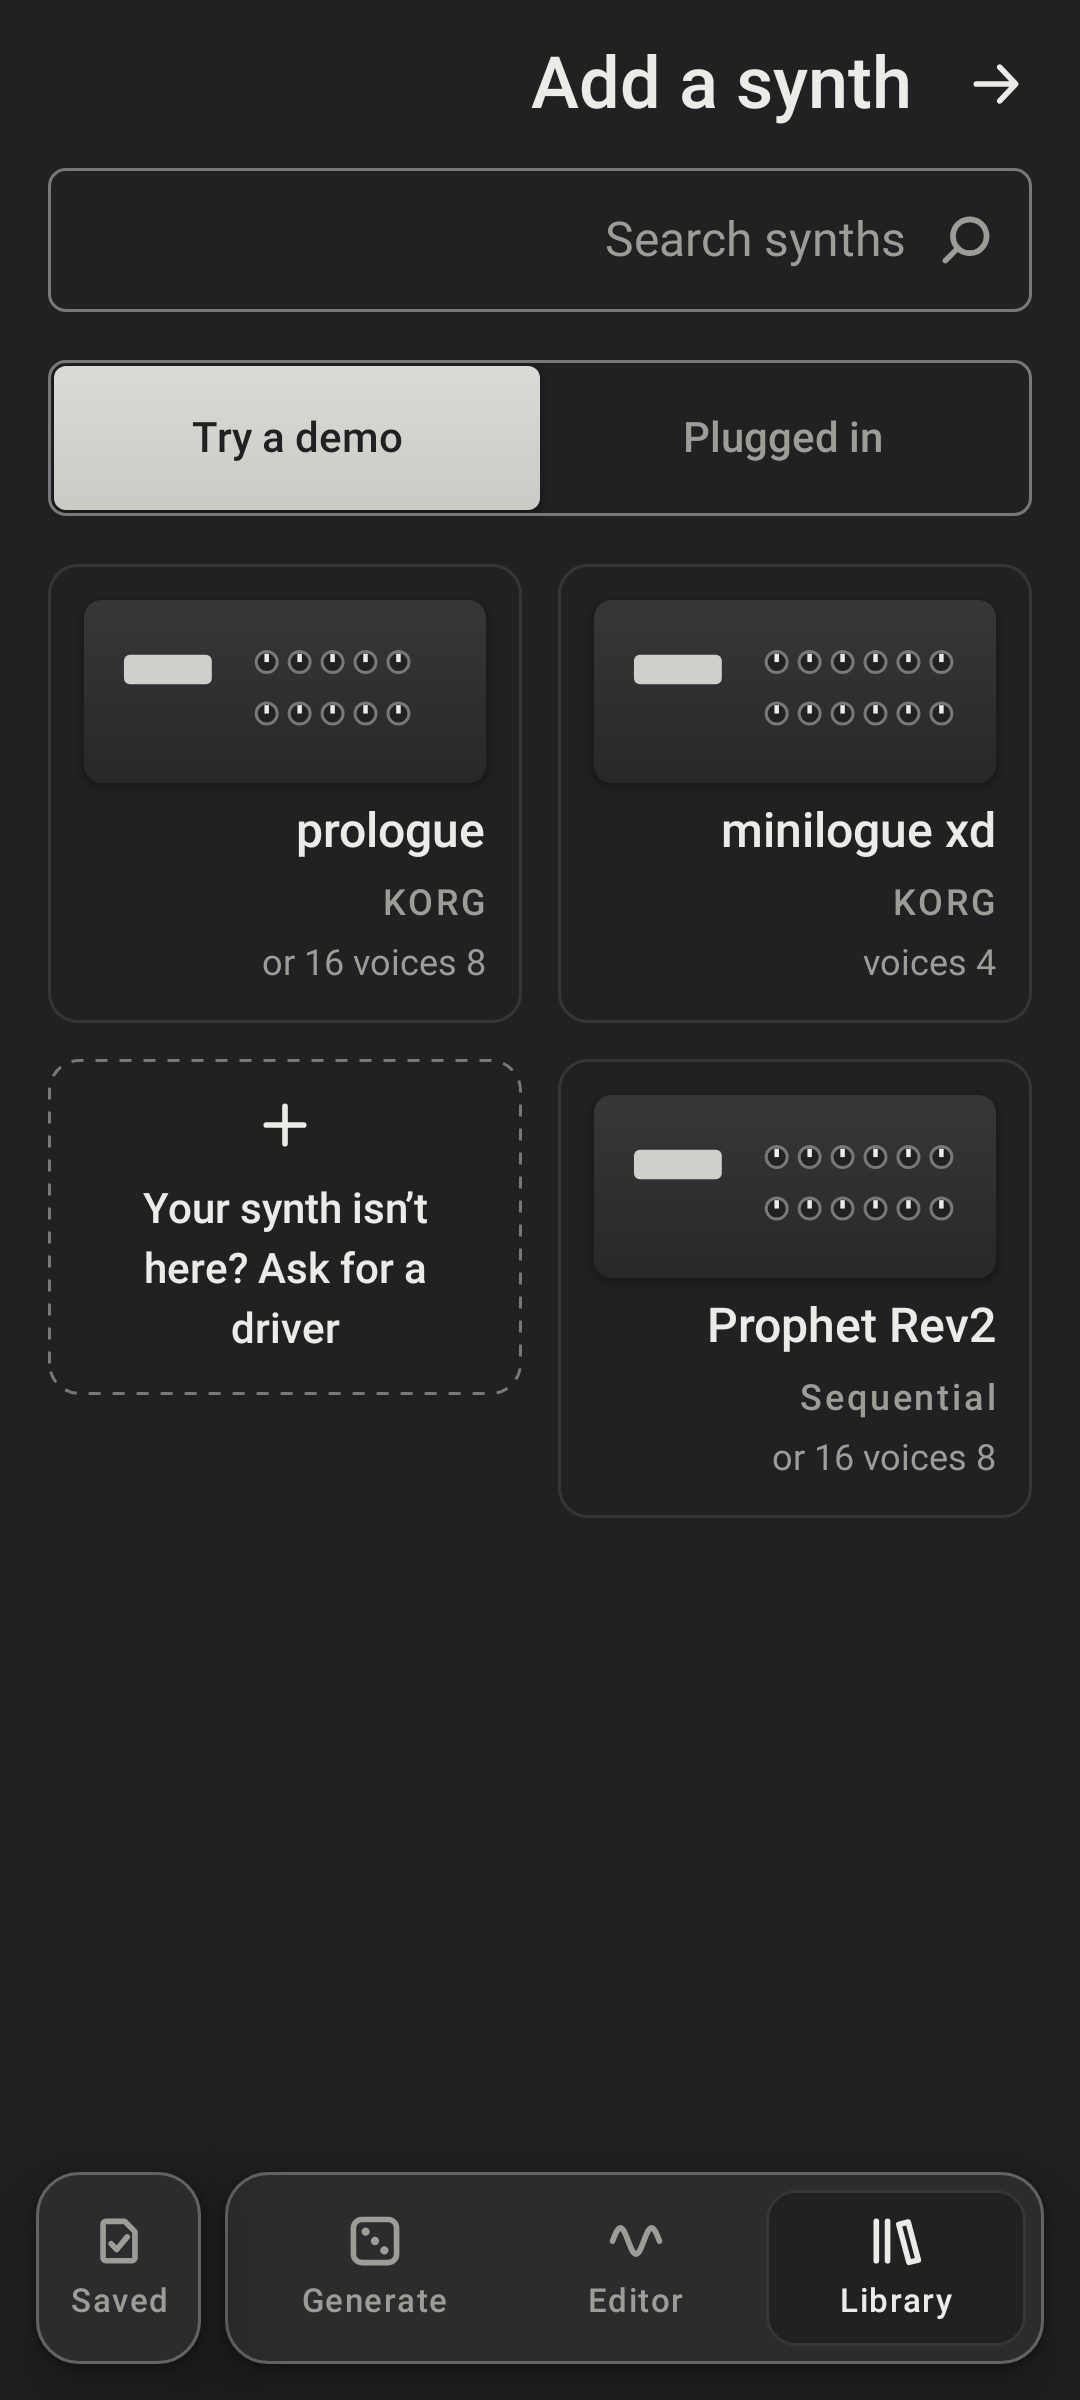 Add a synth
Search synths
Try a demo
Plugged in
prologue
KORG
or 16 voices 8
minilogue xd
KORG
voices 4
Your synth isn’t
here? Ask for a
driver
Prophet Rev2
Sequential
or 16 voices 8
Saved
Generate
Editor
Library